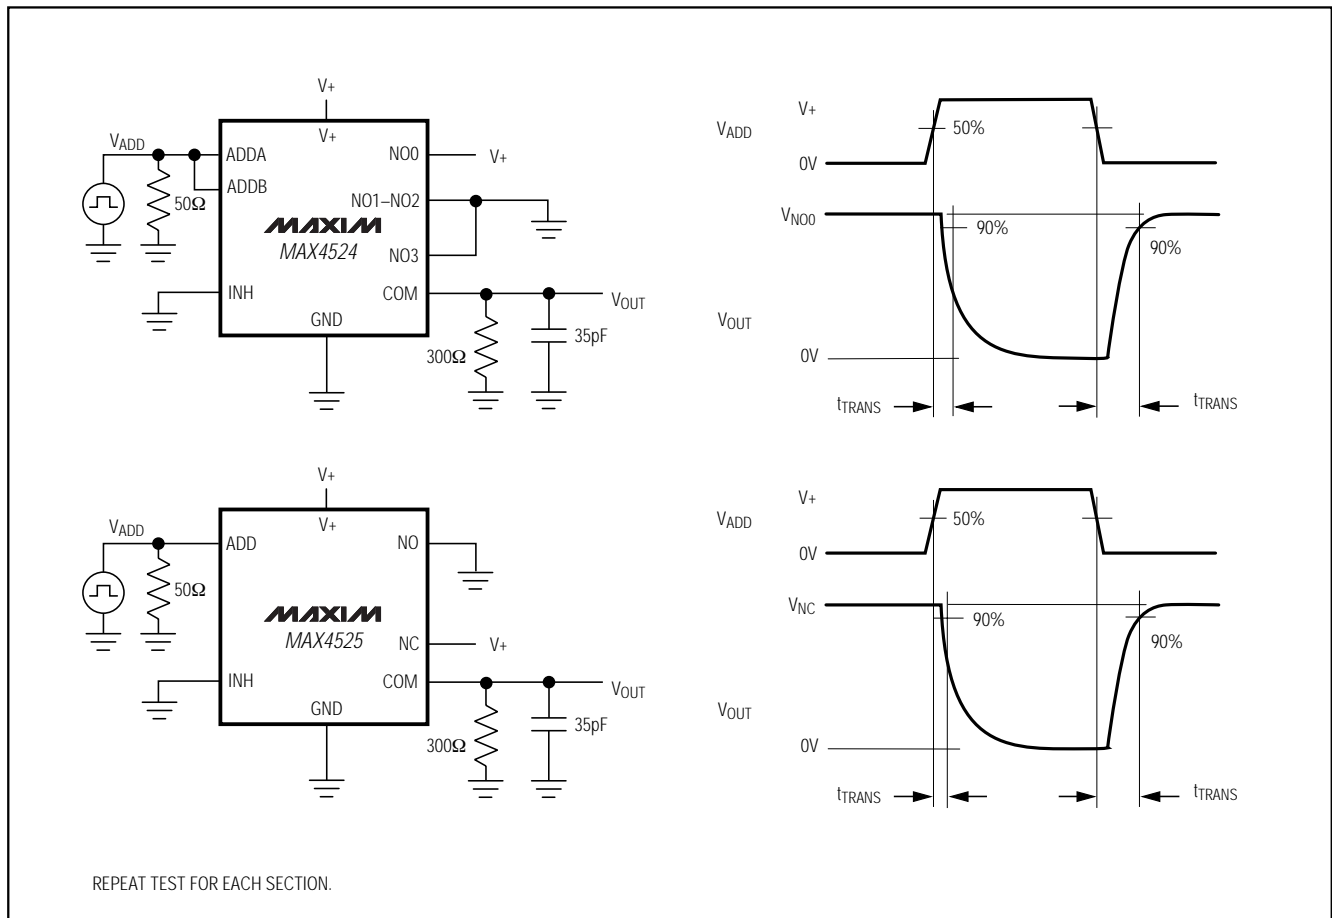 V+
V+
VADD
ADDA
ADDB
50Ω
NO0
V+
NO1–NO2
MAXIM
MAX4524
NO3
INH
COM
VOUT
GND
300Ω
35pF
V+
VADD
50%
0V
VNO0
90%
90%
VOUT
0V
tTRANS
tTRANS
V+
V+
VADD
ADD
50Ω
NO
MAXIM
MAX4525
NC
V+
INH
COM
VOUT
GND
300Ω
35pF
V+
VADD
50%
0V
VNC
90%
90%
VOUT
0V
tTRANS
tTRANS
REPEAT TEST FOR EACH SECTION.